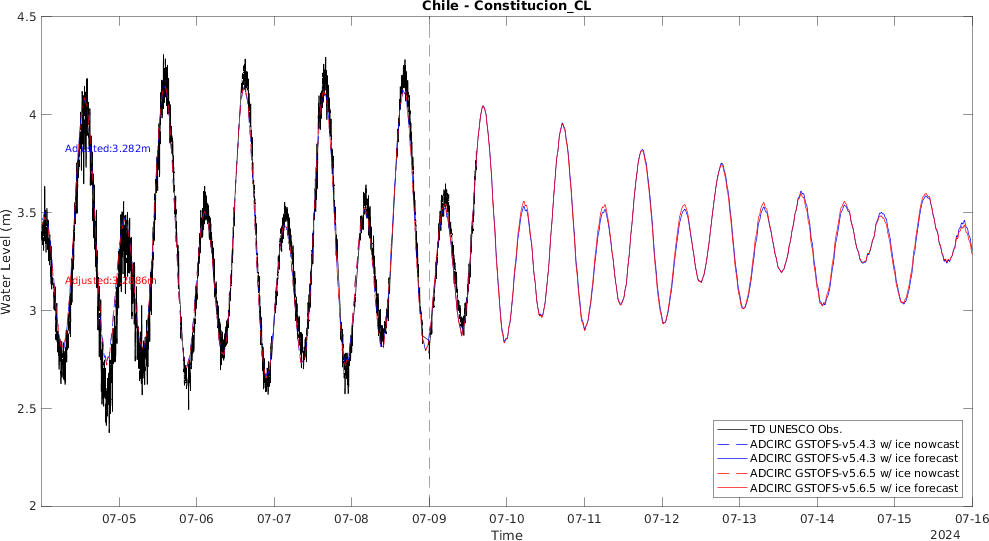 Chile - Constitucion_CL
4.5
4
3.5
3
2.5
2
Water Level (m)
Adjusted:3.282m
Adjusted:3.2886m
TD UNESCO Obs.
ADCIRC GSTOFS-v5.4.3 w/ ice nowcast
ADCIRC GSTOFS-v5.4.3 w/ ice forecast
ADCIRC GSTOFS-v5.6.5 w/ ice nowcast
ADCIRC GSTOFS-v5.6.5 w/ ice forecast
07-05 07-06 07-07 07-08 07-09 07-10 07-11 07-12 07-13 07-14 07-15 07-16
Time
2024